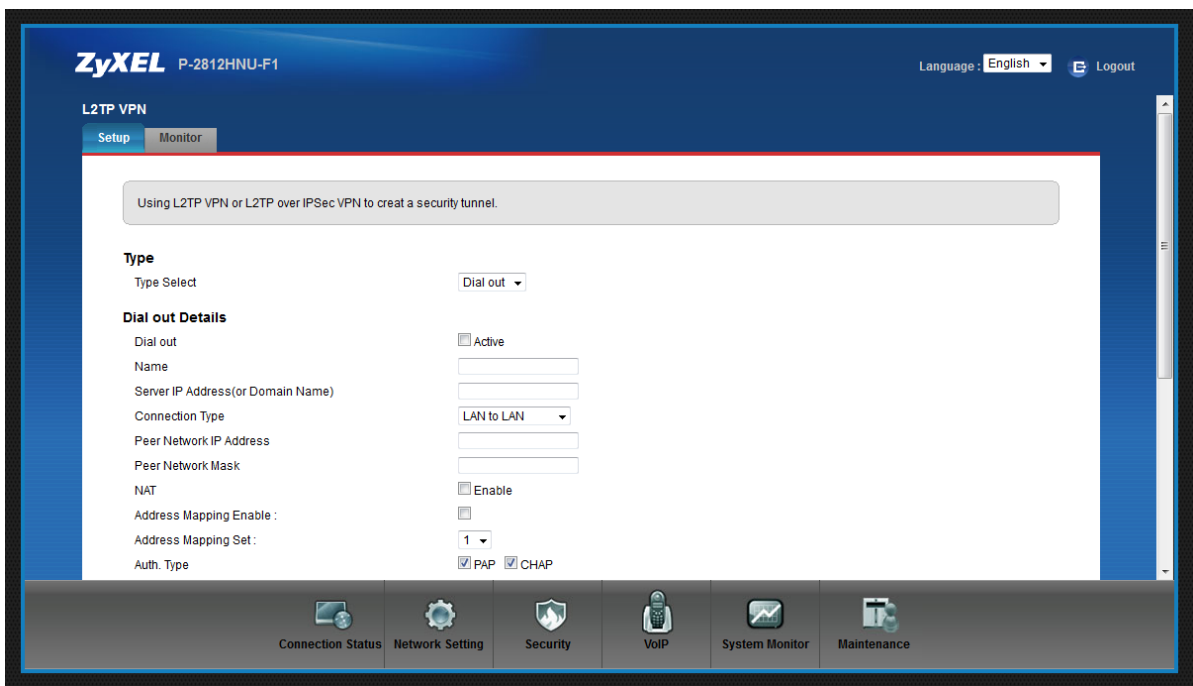 ZyXEL P-2812HNU-F1
Language : English
Logout
L2TP VPN
Setup Monitor
Using L2TP VPN or L2TP over IPSec VPN to creat a security tunnel.
Type
Type Select Dial out
Dial out Details
Dial out Active
Name
Server IP Address(or Domain Name)
Connection Type LAN to LAN
Peer Network IP Address
Peer Network Mask
NAT Enable
Address Mapping Enable :
Address Mapping Set : 1
Auth. Type PAP CHAP
Connection Status Network Setting Security VoIP System Monitor Maintenance